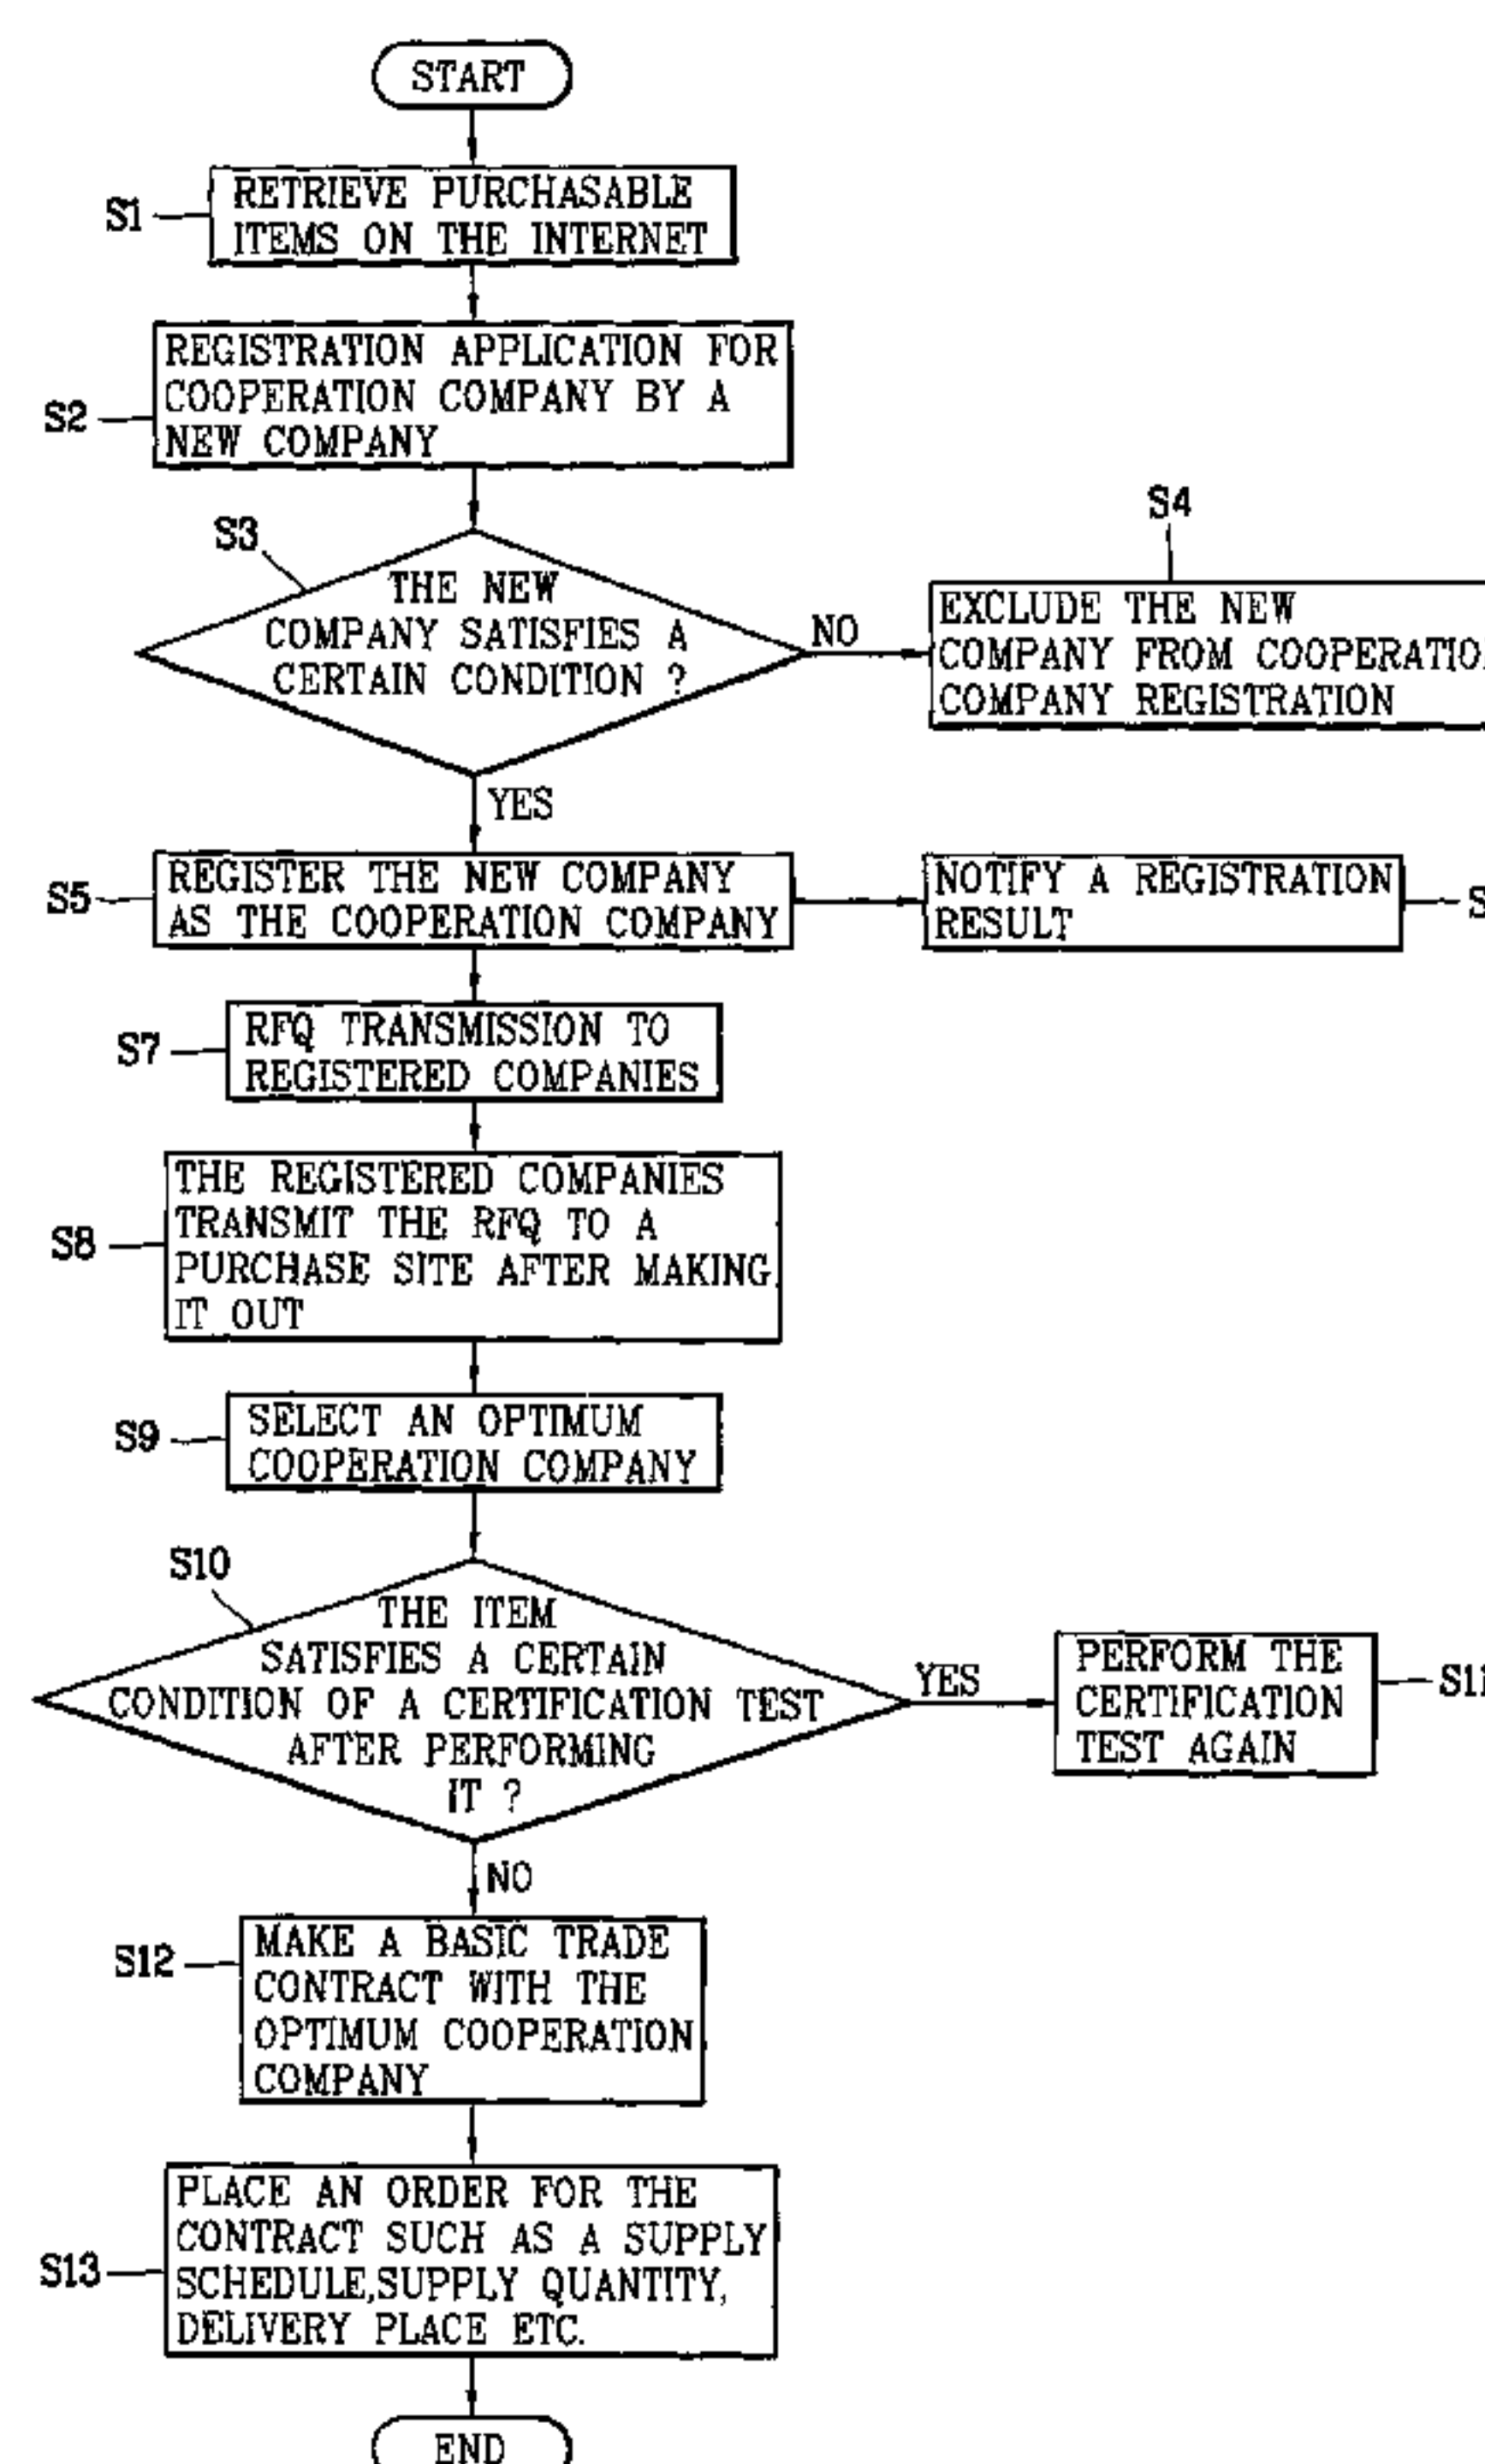 START
S1
RETRIEVE PURCHASABLE
ITEMS ON THE INTERNET
S2
REGISTRATION APPLICATION FOR
COOPERATION COMPANY BY A
NEW COMPANY
S3
THE NEW
COMPANY SATISFIES A
CERTAIN CONDITION ?
NO
S4
EXCLUDE THE NEW
COMPANY FROM
COMPANY REGISTRATION
YES
S5
REGISTER THE NEW COMPANY
AS THE COOPERATION COMPANY
NOTIFY A REGISTRATION
RESULT
S7
RFQ TRANSMISSION TO
REGISTERED COMPANIES
S8
THE REGISTERED COMPANIES
TRANSMIT THE RFQ TO A
PURCHASE SITE AFTER MAKING
IT OUT
S9
SELECT AN OPTIMUM
COOPERATION COMPANY
S10
THE ITEM
SATISFIES A CERTAIN
CONDITION OF A CERTIFICATION TEST
AFTER PERFORMING
IT ?
YES
PERFORM THE
CERTIFICATION
TEST AGAIN
S11
NO
S12
MAKE A BASIC TRADE
CONTRACT WITH THE
OPTIMUM COOPERATION
COMPANY
S13
PLACE AN ORDER FOR THE
CONTRACT SUCH AS A SUPPLY
SCHEDULE,SUPPLY QUANTITY,
DELIVERY PLACE ETC.
END